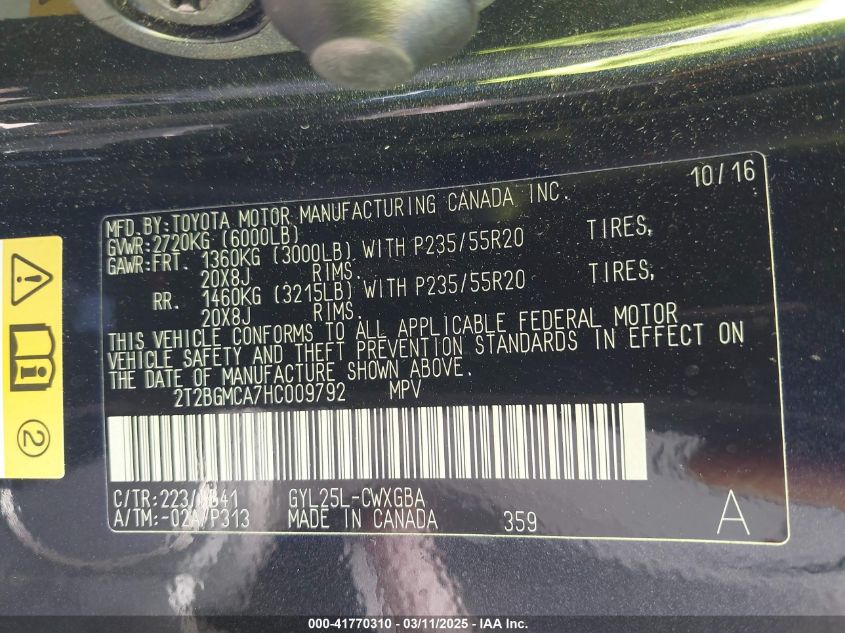 10/16
MFD.BY:TOYOTA MOTOR MANUFACTURING CANADA INC.
GVWR:2720KG (6000LB)
GAWR:FRT. 1360KG (3000LB) WITH P235/55R20 TIRES,
20X8J RIMS.
RR. 1460KG (3215LB) WITH P235/55R20 TIRES,
20X8J RIMS.
THIS VEHICLE CONFORMS TO ALL APPLICABLE FEDERAL MOTOR
VEHICLE SAFETY AND THEFT PREVENTION STANDARDS IN EFFECT ON
THE DATE OF MANUFACTURE SHOWN ABOVE.
2T2BGMCA7HC009792 MPV
C/TR:223/ GYL25L-CWXGBA
A/TM:-02A/P313 MADE IN CANADA 359 A
2
000-41770310 - 03/11/2025 - IAA Inc.